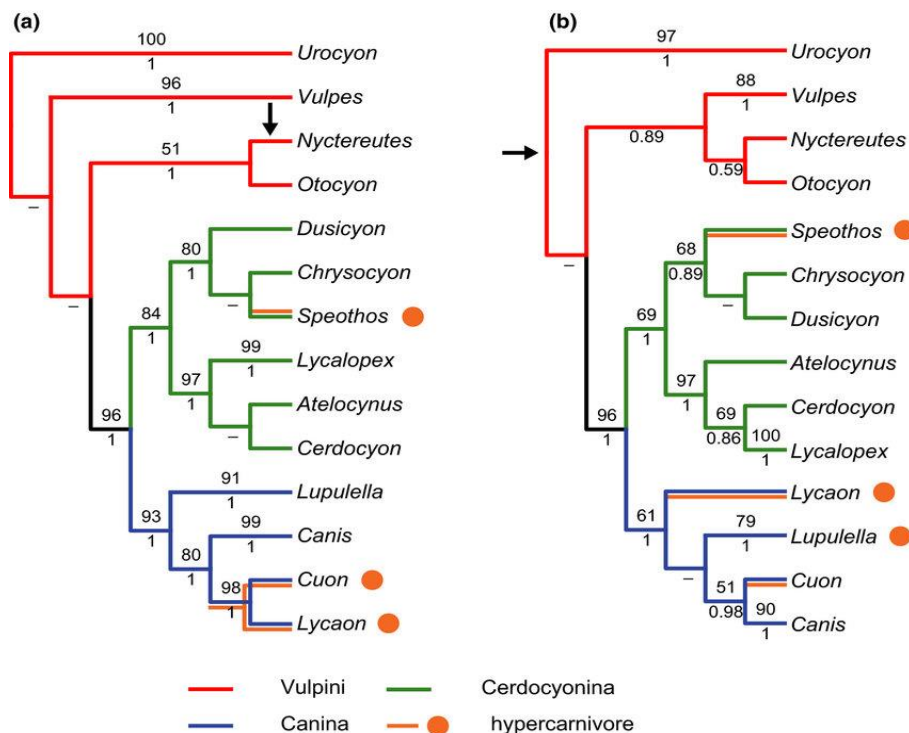 (a)
100
1
Urocyon
96
1
Vulpes
Nyctereutes
51
1
Otocyon
–
80
1
Dusicyon
Chrysocyon
–
Speothos
84
1
99
1
Lycalopex
97
1
Atelocynus
–
Cerdocyon
–
96
1
91
1
Lupulella
93
1
99
1
Canis
80
1
Cuon
98
1
Lycaon
(b)
97
1
Urocyon
88
1
Vulpes
0.89
Nyctereutes
0.59
Otocyon
–
Speothos
68
0.89
Chrysocyon
–
Dusicyon
69
1
Atelocynus
97
1
69
0.86
Cerdocyon
100
1
Lycalopex
96
1
Lycaon
61
1
79
1
Lupulella
–
Cuon
51
0.98
90
1
Canis
Vulpini
Cerdocyonina
Canina
hypercarnivore